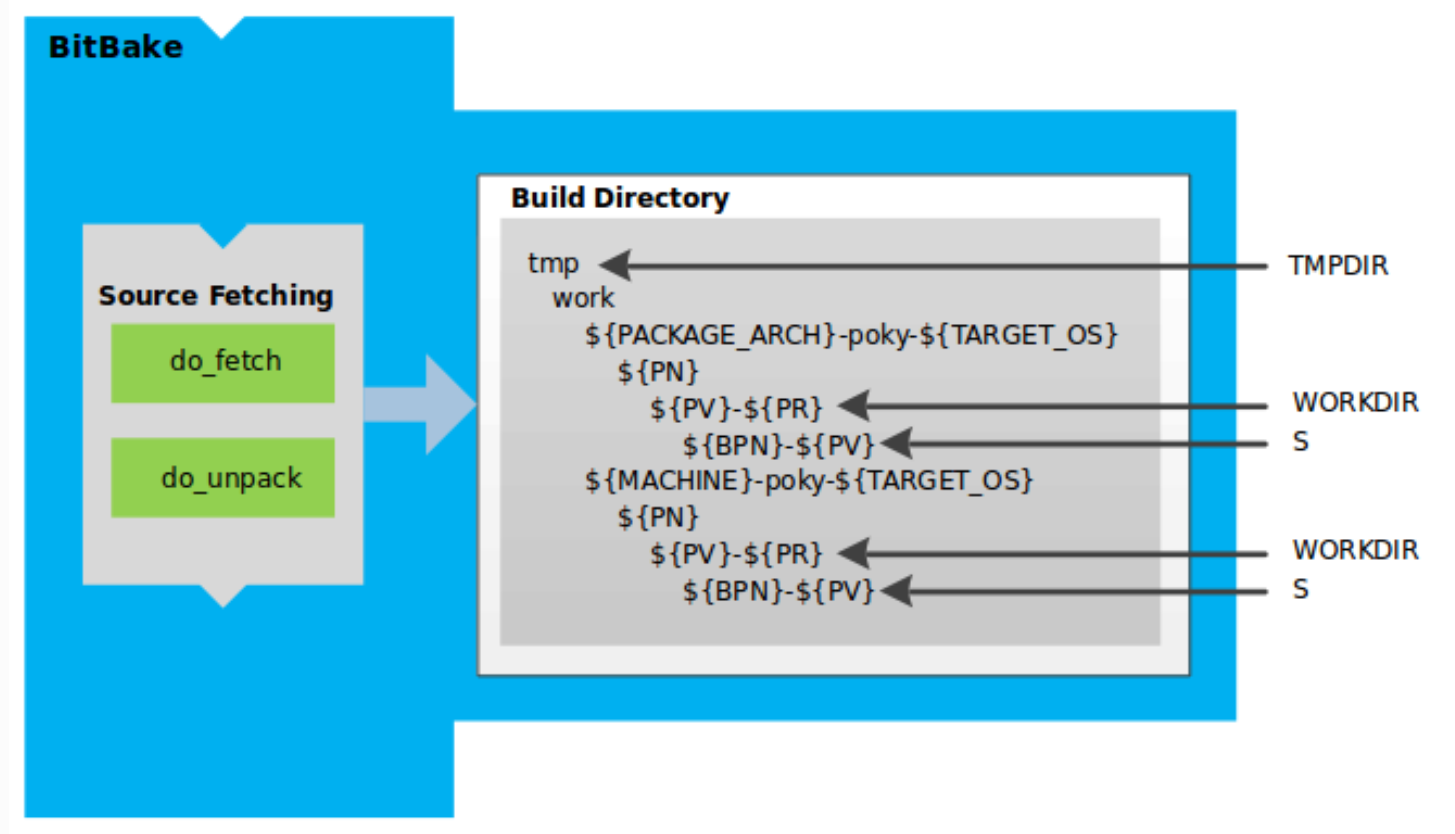 BitBake
Source Fetching
do_fetch
do_unpack
Build Directory
tmp
work
${PACKAGE_ARCH}-poky-${TARGET_OS}
${PN}
${PV}-${PR}
${BPN}-${PV}
${MACHINE}-poky-${TARGET_OS}
${PN}
${PV}-${PR}
${BPN}-${PV}
TMPDIR
WORKDIR
S
WORKDIR
S